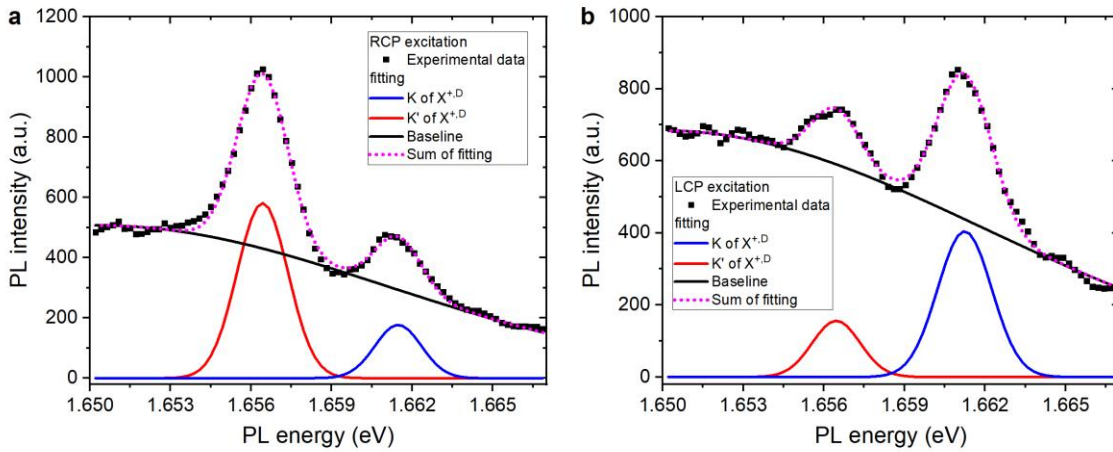 a
PL intensity (a.u.)
1200
1000
800
600
400
200
0
RCP excitation
Experimental data
fitting
K of X+,D
K' of X+,D
Baseline
Sum of fitting
1.650 1.653 1.656 1.659 1.662 1.665
PL energy (eV)
b
PL intensity (a.u.)
1000
800
600
400
200
0
LCP excitation
Experimental data
fitting
K of X+,D
K' of X+,D
Baseline
Sum of fitting
1.650 1.653 1.656 1.659 1.662 1.665
PL energy (eV)